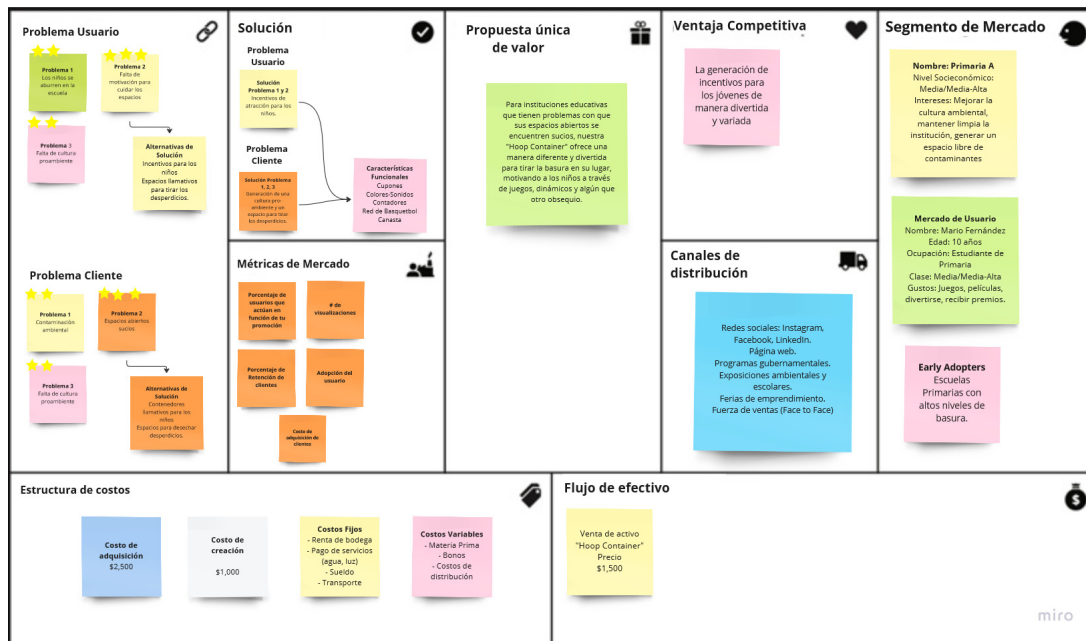 Problema Usuario
Problema 1
Los niños se
aburren en la
escuela
Problema 2
Falta de
motivación para
cuidar los
espacios
Problema 3
Falta de cultura
proambiente
Alternativas de
Solución
Incentivos para los
niños
Espacios llamativos
para tirar los
desperdicios.
Problema Cliente
Problema 1
Contaminación
ambiental
Problema 2
Espacios abiertos
sucios
Problema 3
Falta de cultura
proambiente
Alternativas de
Solución
Contenedores
llamativos para los
niños
Espacios para desechar
desperdicios.
Solución
Problema
Usuario
Solución
Problema 1 y 2
Incentivos de
atracción para los
niños.
Problema
Cliente
Solución Problema
1, 2, 3
Generación de una
cultura pro-
ambiente y un
espacio para tirar
los desperdicios.
Características
Funcionales
Cupones
Colores-Sonidos
Contadores
Red de Basquetbol
Canasta
Métricas de Mercado
Porcentaje de
usuarios que
actúan en
función de tu
promoción
# de
visualizaciones
Porcentaje de
Retención de
clientes
Adopción del
usuario
Costo de
adquisición de
clientes
Propuesta única
de valor
Para instituciones educativas
que tienen problemas con que
sus espacios abiertos se
encuentren sucios, nuestra
"Hoop Container" ofrece una
manera diferente y divertida
para tirar la basura en su lugar,
motivando a los niños a través
de juegos, dinámicos y algún que
otro obsequio.
Ventaja Competitiva
La generación de
incentivos para
los jóvenes de
manera divertida
y variada
Canales de
distribución
Redes sociales: Instagram,
Facebook, LinkedIn.
Página web.
Programas gubernamentales.
Exposiciones ambientales y
escolares.
Ferias de emprendimiento.
Fuerza de ventas (Face to Face)
Segmento de Mercado
Nombre: Primaria A
Nivel Socieconómico:
Media/Media-Alta
Intereses: Mejorar la
cultura ambiental,
mantener limpia la
institución, generar un
espacio libre de
contaminantes
Mercado de Usuario
Nombre: Mario Fernández
Edad: 10 años
Ocupación: Estudiante de
Primaria
Clase: Media/Media-Alta
Gustos: Juegos, películas,
divertirse, recibir premios.
Early Adopters
Escuelas
Primarias con
altos niveles de
basura.
Estructura de costos
Costo de
adquisición
$2,500
Costo de
creación
$1,000
Costos Fijos
- Renta de bodega
- Pago de servicios
(agua, luz)
- Sueldo
- Transporte
Costos Variables
- Materia Prima
- Bonos
- Costos de
distribución
Flujo de efectivo
Venta de activo
"Hoop Container"
Precio
$1,500
miro